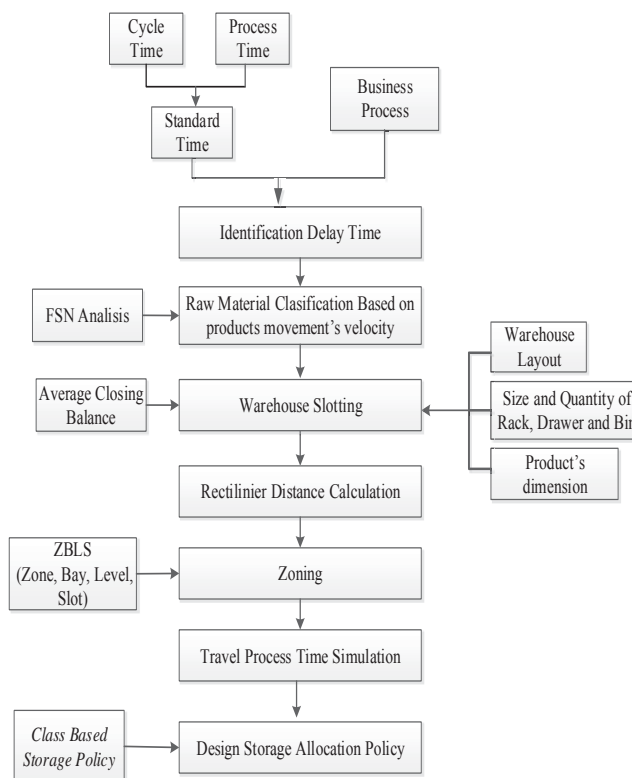 Cycle
Time
Process
Time
Business
Process
Standard
Time
Identification Delay Time
FSN Analisis
Raw Material Clasification Based on
products movement's velocity
Warehouse
Layout
Average Closing
Balance
Warehouse Slotting
Size and Quantity of
Rack, Drawer and Bin
Product's
dimension
Rectilinier Distance Calculation
ZBLS
(Zone, Bay, Level,
Slot)
Zoning
Travel Process Time Simulation
Class Based
Storage Policy
Design Storage Allocation Policy